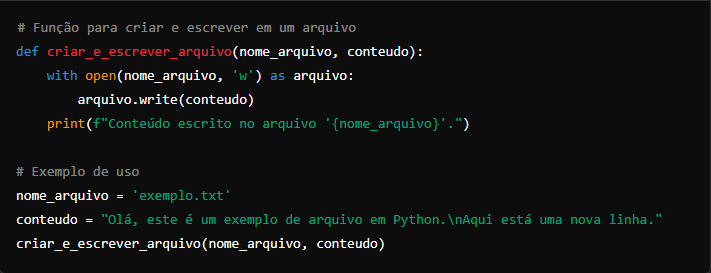 # Função para criar e escrever em um arquivo
def criar_e_escrever_arquivo(nome_arquivo, conteudo):
    with open(nome_arquivo, 'w') as arquivo:
        arquivo.write(conteudo)
    print(f"Conteúdo escrito no arquivo '{nome_arquivo}'.")

# Exemplo de uso
nome_arquivo = 'exemplo.txt'
conteudo = "Olá, este é um exemplo de arquivo em Python.\nAqui está uma nova linha."
criar_e_escrever_arquivo(nome_arquivo, conteudo)